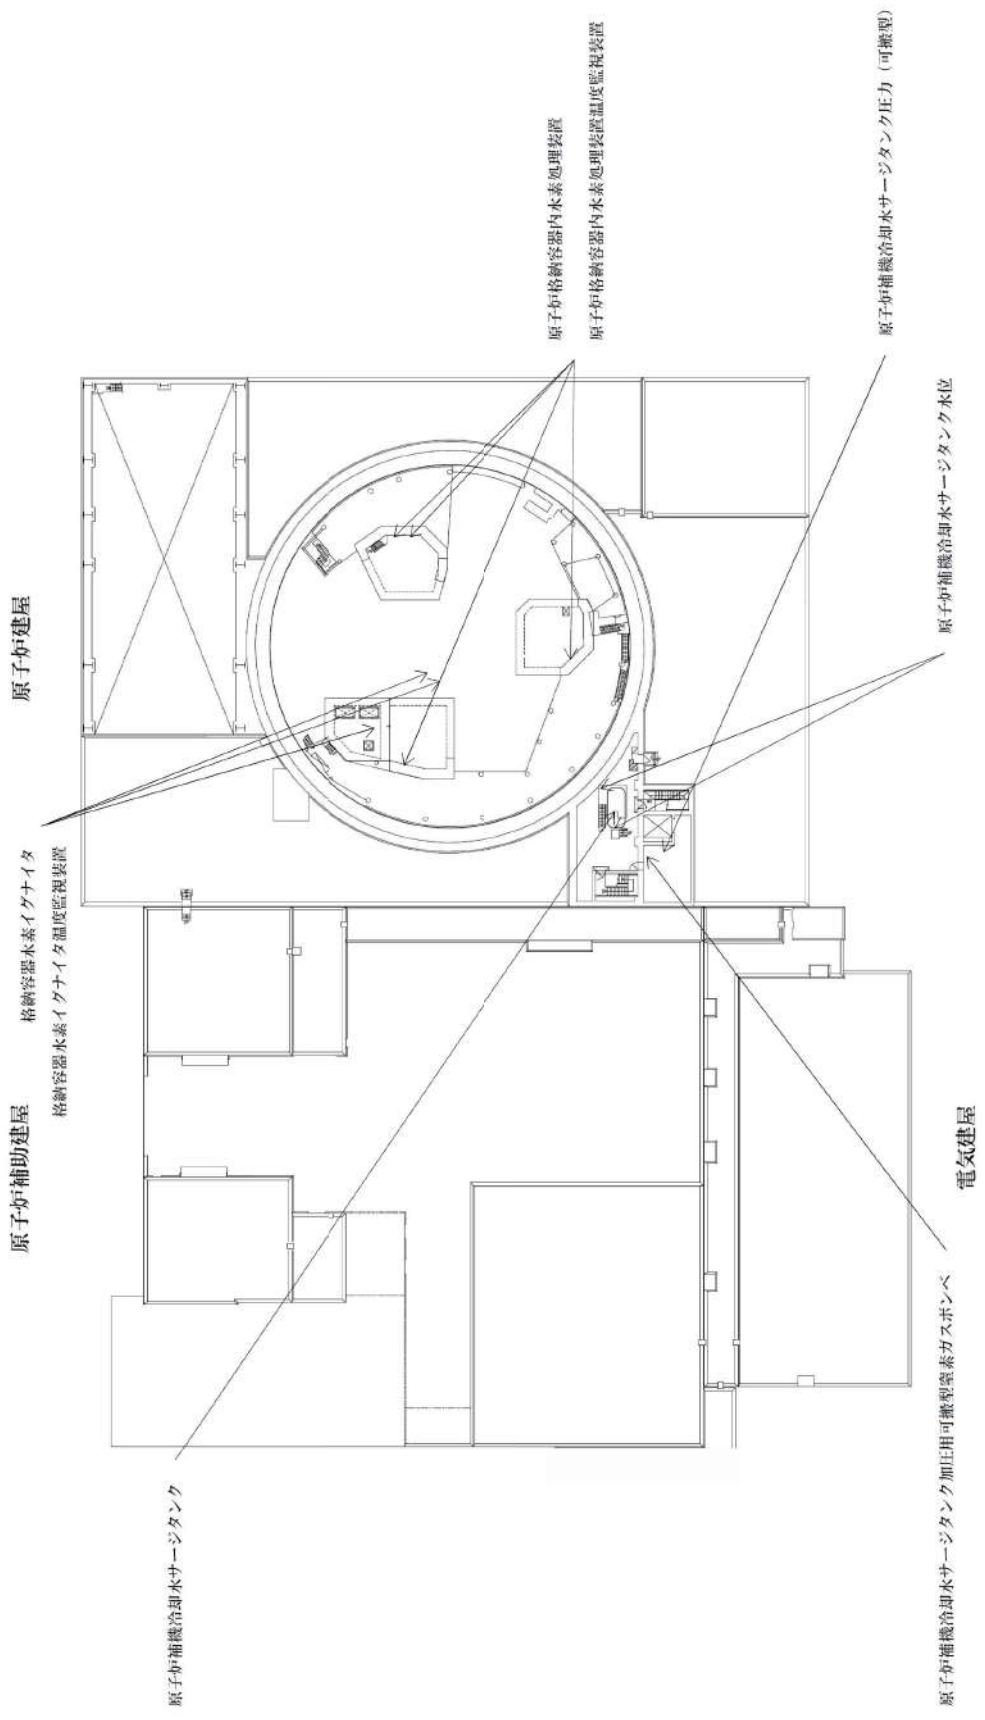 原子炉格納容器内水素処理装置
原子炉格納容器内水素処理装置温度監視装置
原子炉補機冷却水サージタンク圧力（可搬型）
原子炉補機冷却水サージタンク水位
原子炉建屋
格納容器水素イグナイタ
格納容器水素イグナイタ温度監視装置
原子炉補助建屋
電気建屋
原子炉補機冷却水サージタンク
原子炉補機冷却水サージタンク加圧用可搬型窒素ガスボンベ